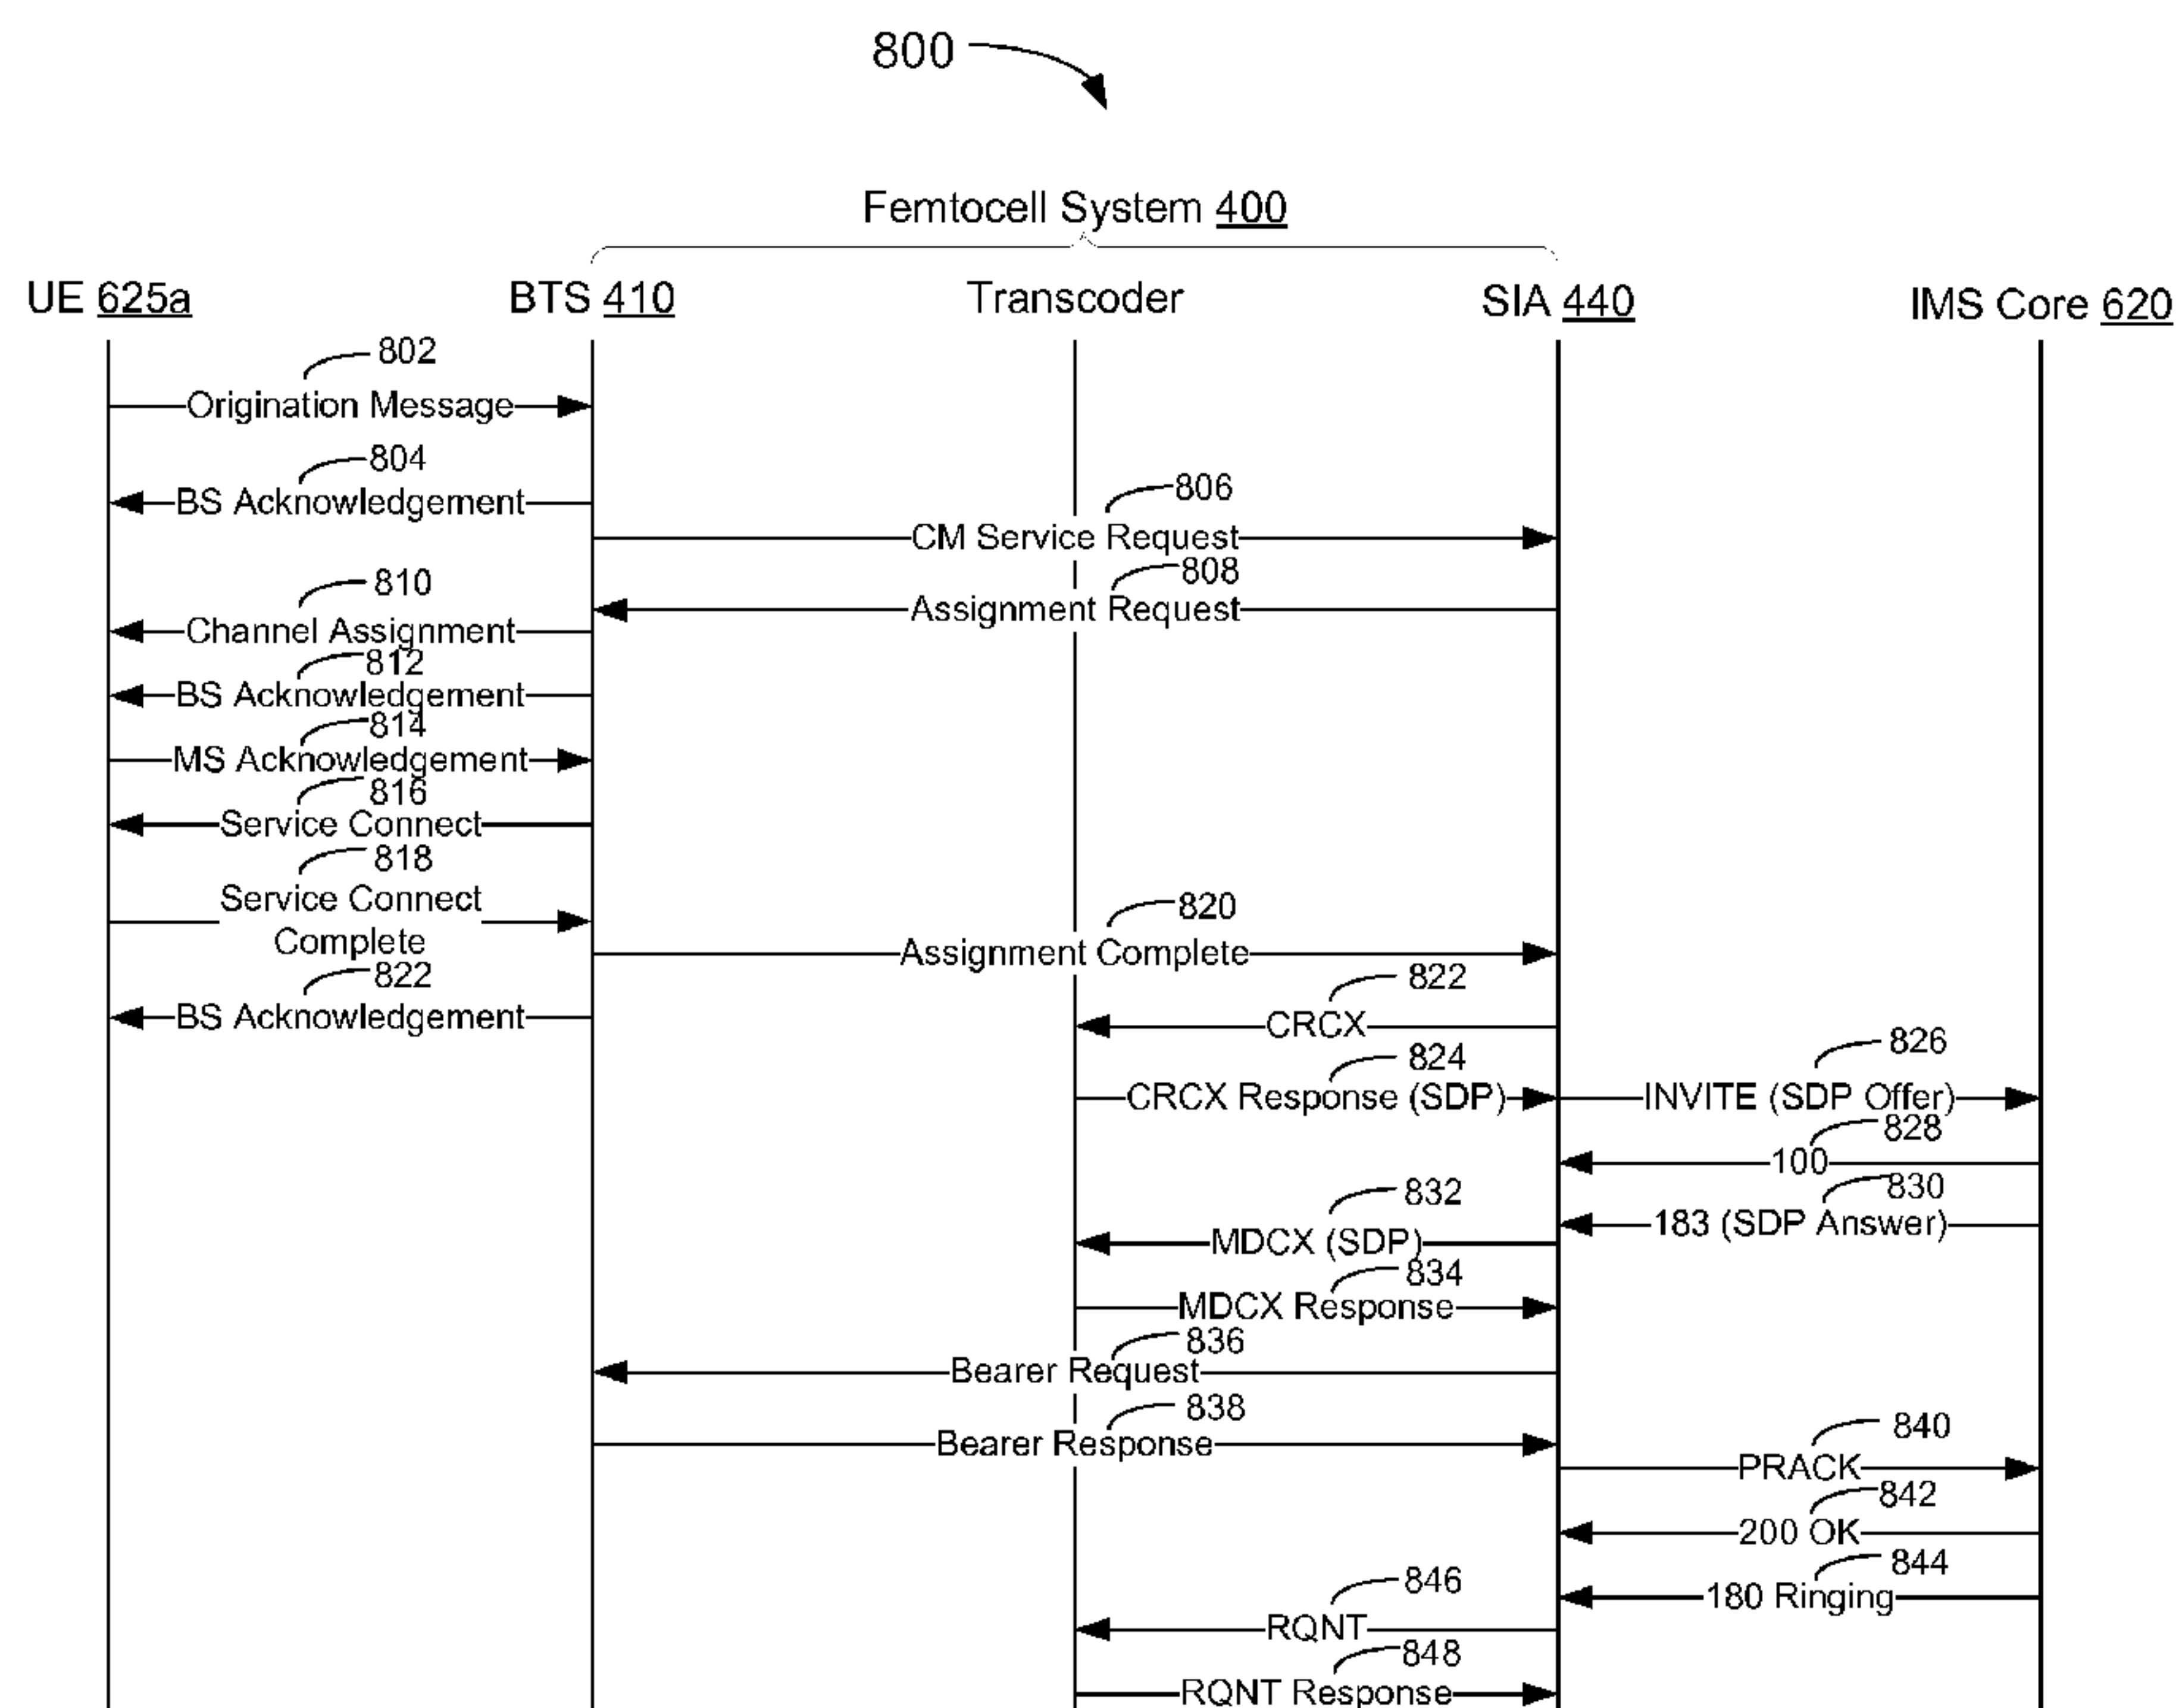 800
Femtocell System 400
UE 625a
BTS 410
Transcoder
SIA 440
IMS Core 620
802
Origination Message
804
BS Acknowledgement
806
CM Service Request
808
Assignment Request
810
Channel Assignment
812
BS Acknowledgement
814
MS Acknowledgement
816
Service Connect
818
Service Connect
Complete
820
Assignment Complete
822
BS Acknowledgement
822
CRCX
824
CRCX Response (SDP)
826
INVITE (SDP Offer)
828
100
830
183 (SDP Answer)
832
MDCX (SDP)
834
MDCX Response
836
Bearer Request
838
Bearer Response
840
PRACK
842
200 OK
844
180 Ringing
846
RQNT
848
RQNT Response